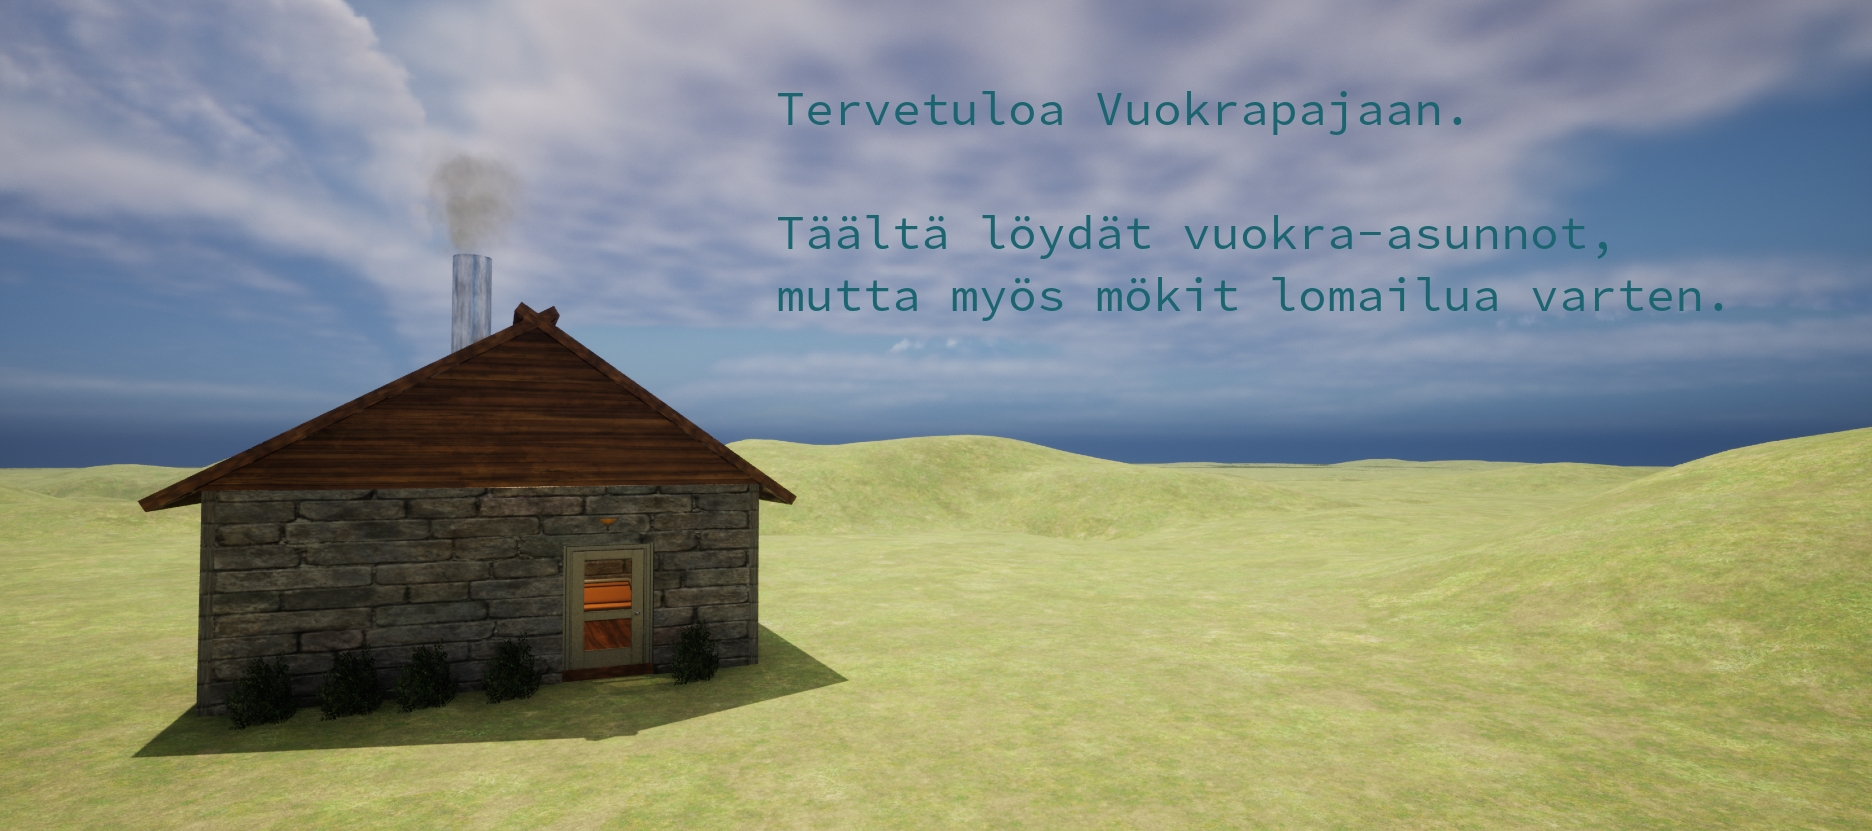 Tervetuloa Vuokrapajaan.
Täältä löydät vuokra-asunnot,
mutta myös mökit lomailua varten.